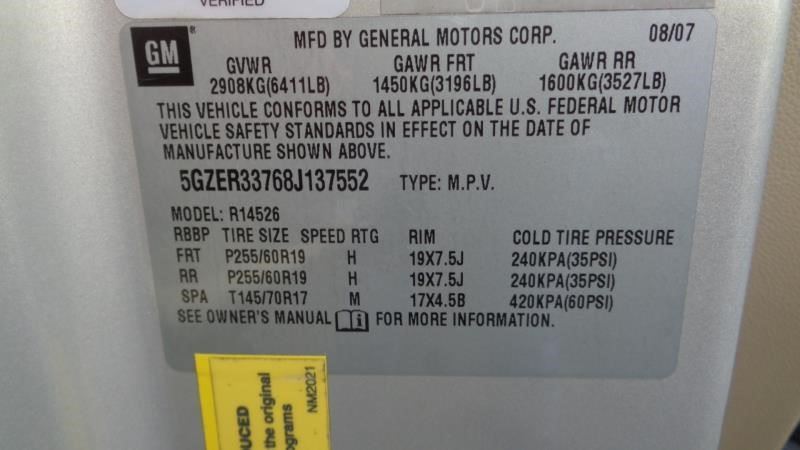 VERIFIED
GM ® MFD BY GENERAL MOTORS CORP. 08/07
GVWR GAWR FRT GAWR RR
2908KG(6411LB) 1450KG(3196LB) 1600KG(3527LB)
THIS VEHICLE CONFORMS TO ALL APPLICABLE U.S. FEDERAL MOTOR
VEHICLE SAFETY STANDARDS IN EFFECT ON THE DATE OF
MANUFACTURE SHOWN ABOVE.
5GZER33768J137552 TYPE: M.P.V.
MODEL: R14526
RBBP TIRE SIZE SPEED RTG RIM COLD TIRE PRESSURE
FRT P255/60R19 H 19X7.5J 240KPA(35PSI)
RR P255/60R19 H 19X7.5J 240KPA(35PSI)
SPA T145/70R17 M 17X4.5B 420KPA(60PSI)
SEE OWNER'S MANUAL i FOR MORE INFORMATION.
UCED
the original
ograms
NM2021